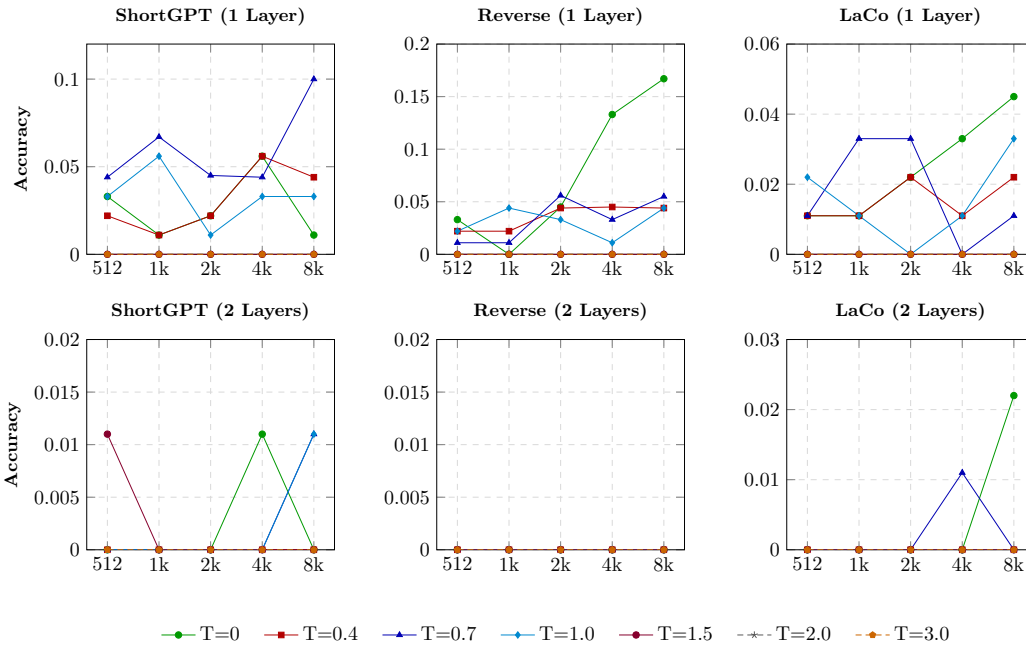 ShortGPT (1 Layer)
Reverse (1 Layer)
LaCo (1 Layer)
Accuracy
0.1
0.05
0
512 1k 2k 4k 8k
0.2
0.15
0.1
0.05
0
512 1k 2k 4k 8k
0.06
0.04
0.02
0
512 1k 2k 4k 8k
ShortGPT (2 Layers)
Reverse (2 Layers)
LaCo (2 Layers)
Accuracy
0.02
0.015
0.01
0.005
0
512 1k 2k 4k 8k
0.02
0.015
0.01
0.005
0
512 1k 2k 4k 8k
0.03
0.02
0.01
0
512 1k 2k 4k 8k
T=0 T=0.4 T=0.7 T=1.0 T=1.5 T=2.0 T=3.0